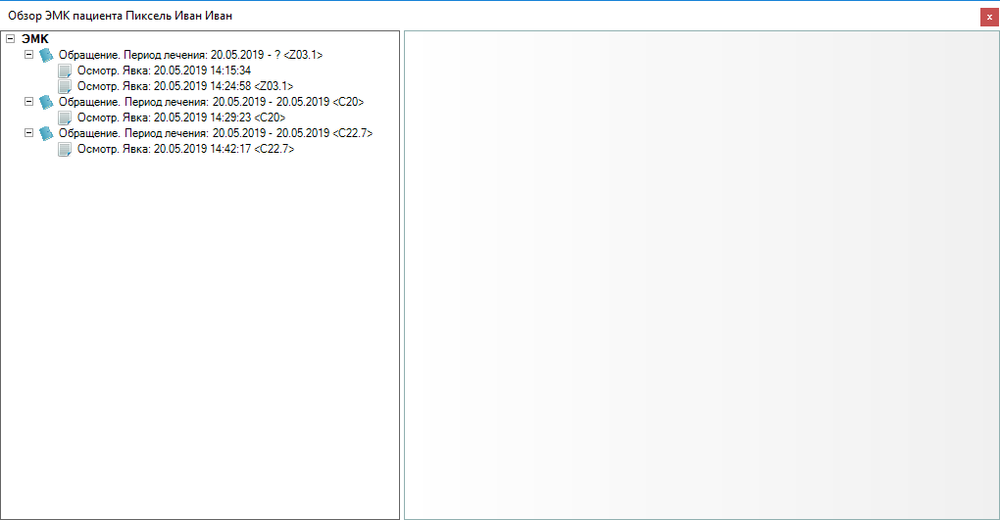 Обзор ЭМК пациента Пиксель Иван Иван
x
ЭМК
Обращение. Период лечения: 20.05.2019 - ? <Z03.1>
Осмотр. Явка: 20.05.2019 14:15:34
Осмотр. Явка: 20.05.2019 14:24:58 <Z03.1>
Обращение. Период лечения: 20.05.2019 - 20.05.2019 <C20>
Осмотр. Явка: 20.05.2019 14:29:23 <C20>
Обращение. Период лечения: 20.05.2019 - 20.05.2019 <C22.7>
Осмотр. Явка: 20.05.2019 14:42:17 <C22.7>